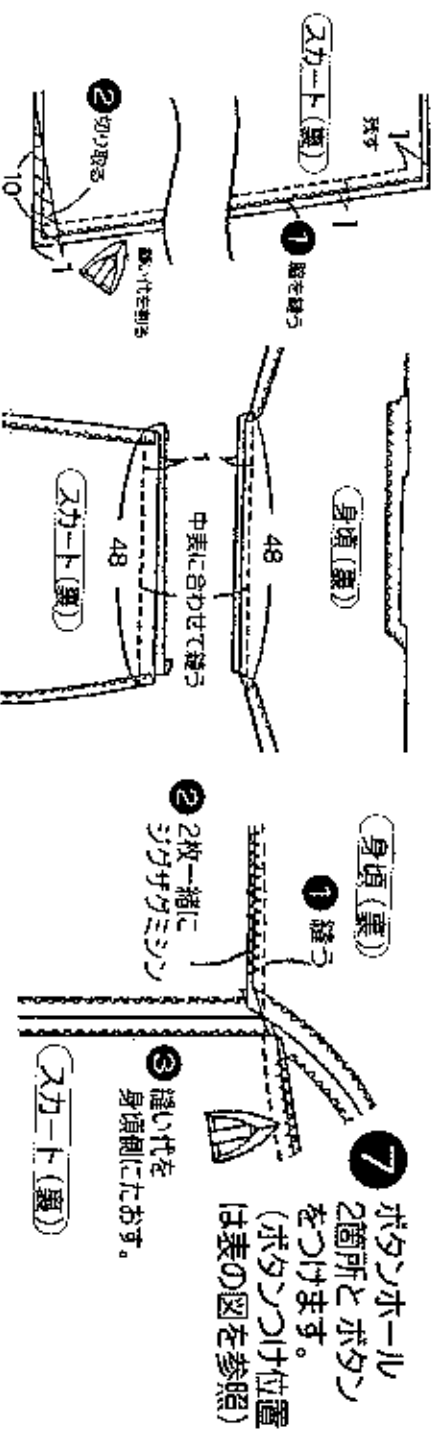 スカート(裏)
1
残す
1
❶脇を縫う
❷切り取る
10
1
縫い代を割る
身頃(裏)
48
1
中表に合わせて縫う
48
スカート(裏)
身頃(裏)
❶縫う
❷2枚一緒に
ジグザグミシン
❸縫い代を
身頃側にたおす。
スカート(裏)
❼ボタンホール
2箇所とボタン
をつけます。
(ボタンつけ位置
は表の図を参照)